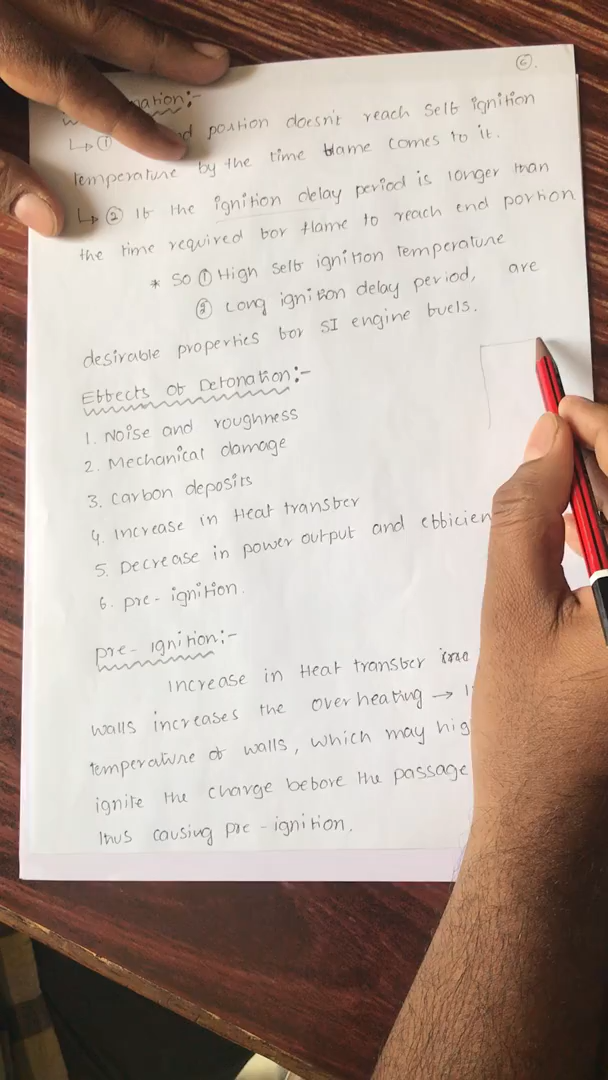 6
nation:-
↳ ① nd portion doesn't reach Self ignition
Temperature by the time flame comes to it.
↳ ② If the ignition delay period is longer than
the time required for flame to reach end portion
* so ① High self ignition temperature
② Long ignition delay period, are
desirable properties for SI engine fuels.
Effects of Detonation:-
1. Noise and roughness
2. Mechanical damage
3. Carbon deposits
4. Increase in Heat transfer
5. Decrease in power output and efficien
6. pre-ignition.
pre-ignition:-
Increase in Heat transfer
walls increases the over heating →
temperature of walls, which may hig
ignite the charge before the passage
thus causing pre-ignition.